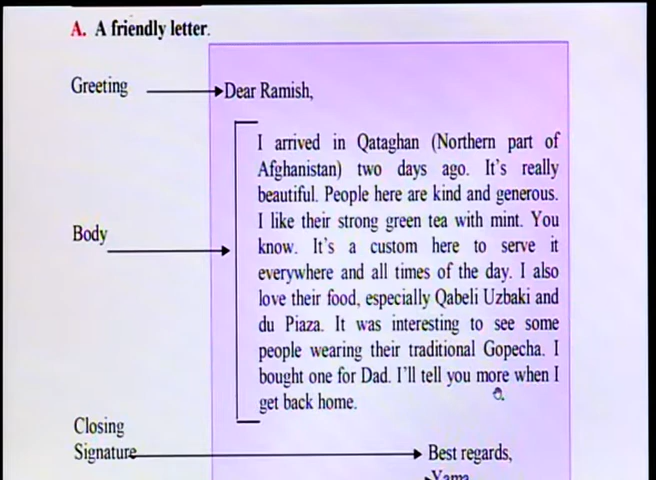 A. A friendly letter.
Greeting
Dear Ramish,
I arrived in Qataghan (Northern part of
Afghanistan) two days ago. It's really
beautiful. People here are kind and generous.
I like their strong green tea with mint. You
know. It's a custom here to serve it
everywhere and all times of the day. I also
love their food, especially Qabeli Uzbaki and
du Piaza. It was interesting to see some
people wearing their traditional Gopecha. I
bought one for Dad. I'll tell you more when I
get back home.
Body
Closing
Signature
Best regards,
Yama